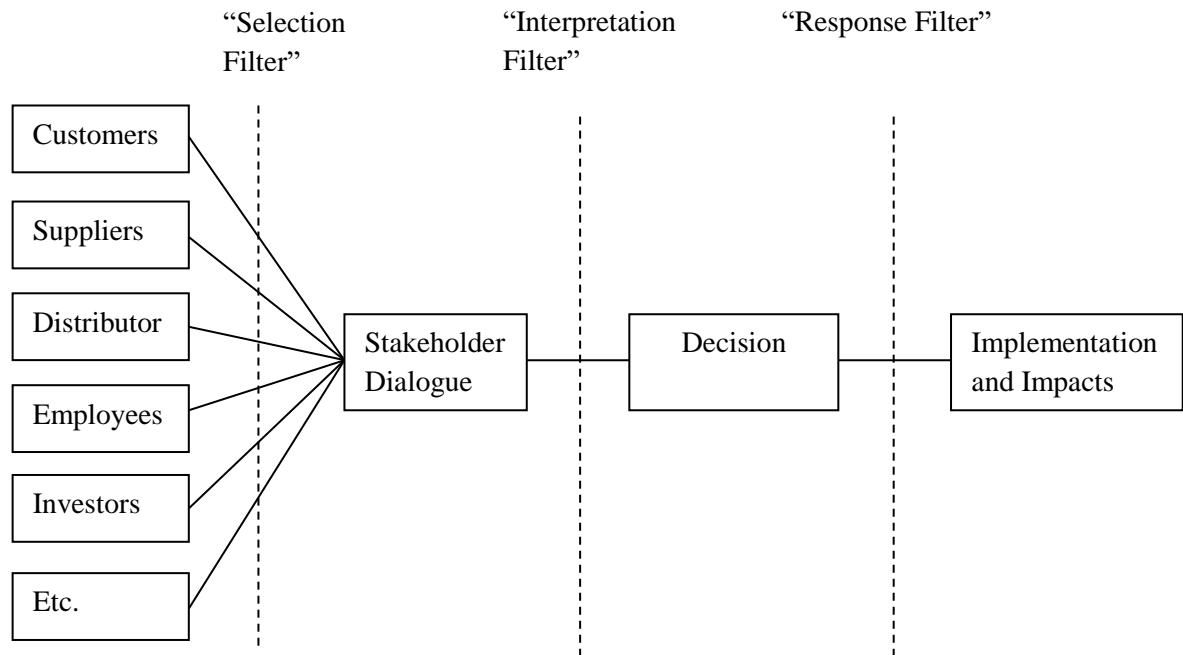 “Selection
Filter”
“Interpretation
Filter”
“Response Filter”
Customers
Suppliers
Distributor
Employees
Investors
Etc.
Stakeholder
Dialogue
Decision
Implementation
and Impacts